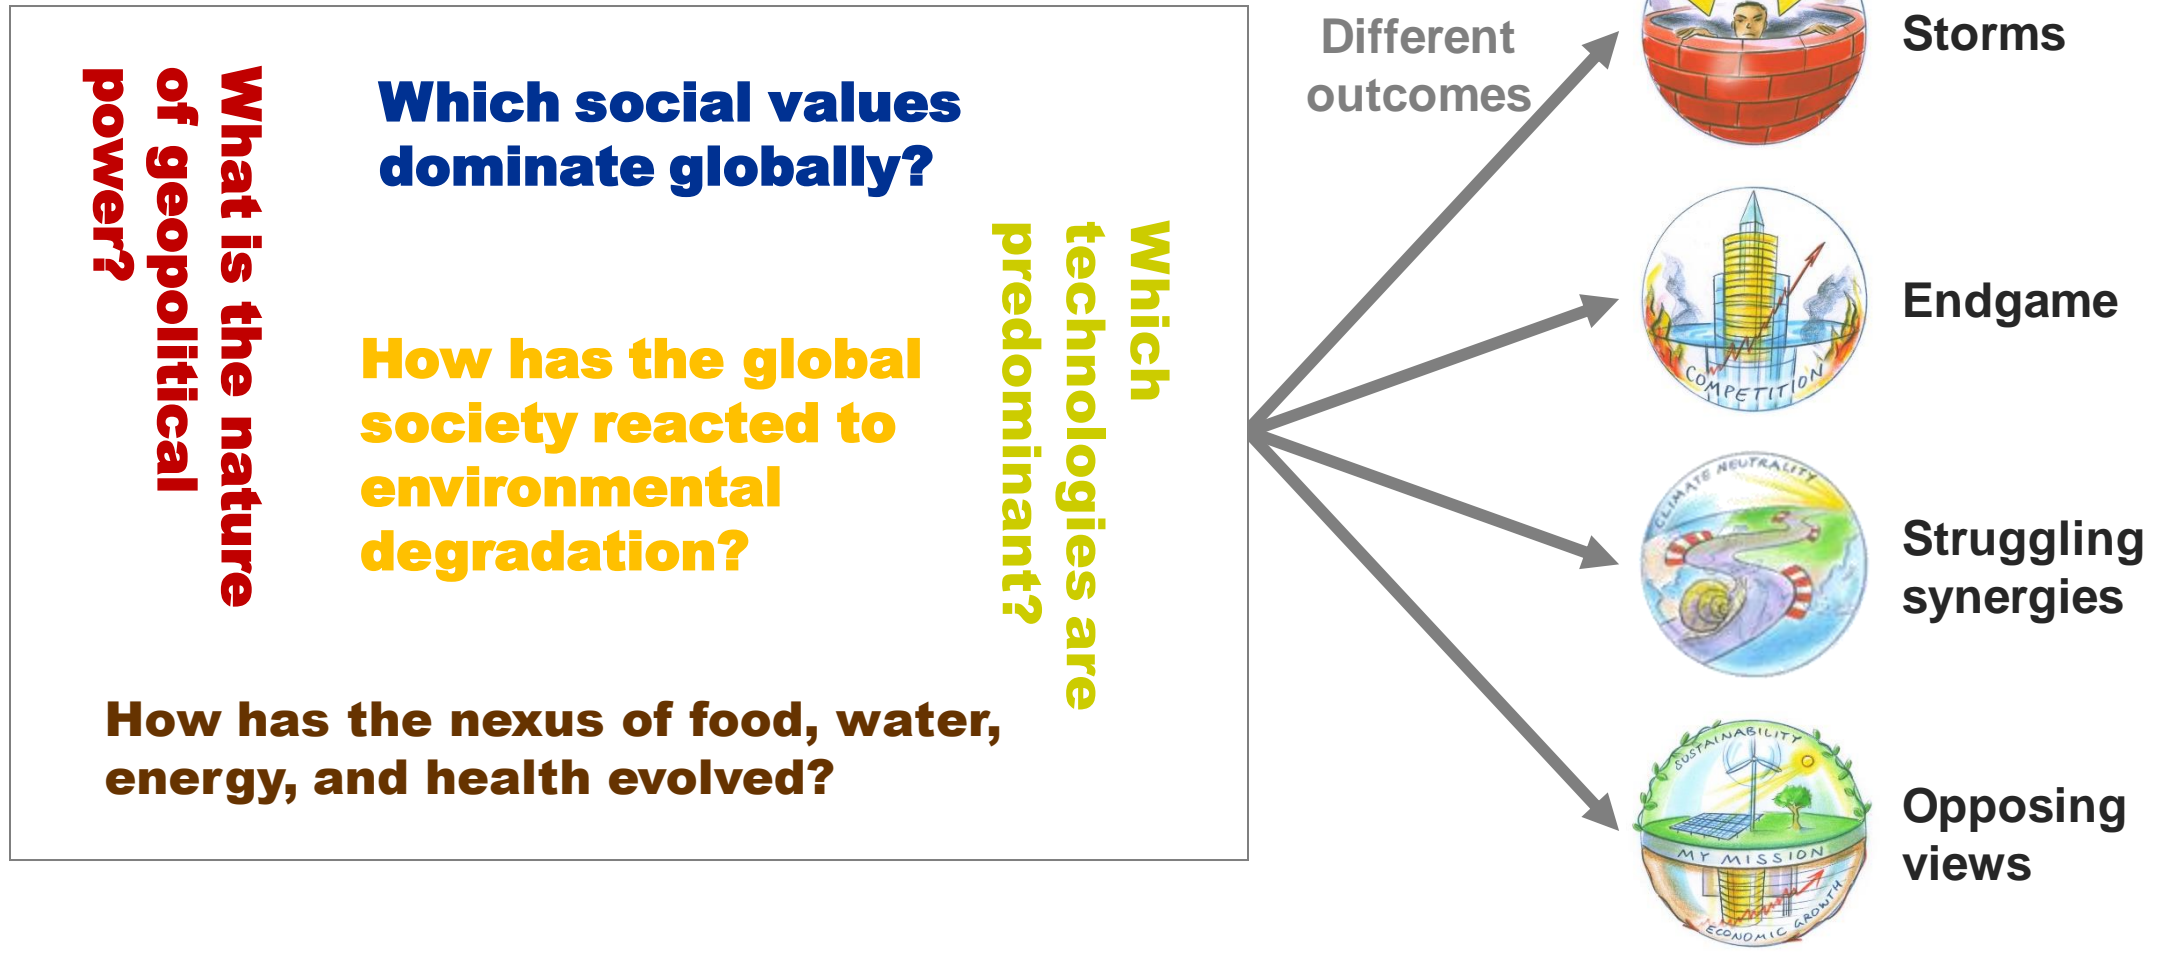 What is the nature
of geopolitical
power?
Which social values
dominate globally?
How has the global
society reacted to
environmental
degradation?
Which
technologies are
predominant?
How has the nexus of food, water,
energy, and health evolved?
Different
outcomes
Storms
COMPETITION
Endgame
CLIMATE NEUTRALITY
Struggling
synergies
SUSTAINABILITY
MY MISSION
ECONOMIC GROWTH
Opposing
views